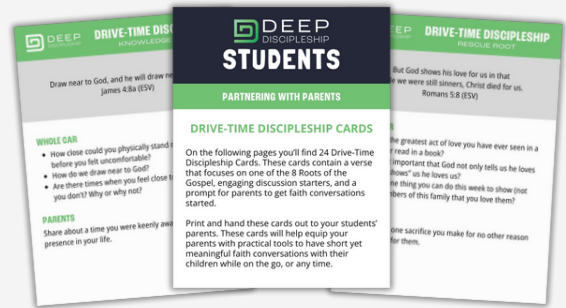 DEEP
DISCIPLESHIP
DRIVE-TIME DISC
KNOWLEDGE
Draw near to God, and he will draw ne
James 4:8a (ESV)
WHOLE CAR
• How close could you physically stand
before you felt uncomfortable?
• How do we draw near to God?
• Are there times when you feel close t
you don't? Why or why not?
PARENTS
Share about a time you were keenly awa
presence in your life.
DEEP
DISCIPLESHIP
STUDENTS
PARTNERING WITH PARENTS
DRIVE-TIME DISCIPLESHIP CARDS
On the following pages you'll find 24 Drive-Time
Discipleship Cards. These cards contain a verse
that focuses on one of the 8 Roots of the
Gospel, engaging discussion starters, and a
prompt for parents to get faith conversations
started.
Print and hand these cards out to your students'
parents. These cards will help equip your
parents with practical tools to have short yet
meaningful faith conversations with their
children while on the go, or any time.
DRIVE-TIME DISCIPLESHIP
RESCUE ROOT
But God shows his love for us in that
e we were still sinners, Christ died for us.
Romans 5:8 (ESV)
he greatest act of love you have ever seen in a
r read in a book?
important that God not only tells us he loves
hows" us he loves us?
ne thing you can do this week to show (not
bers of this family that you love them?
one sacrifice you make for no other reason
for them.